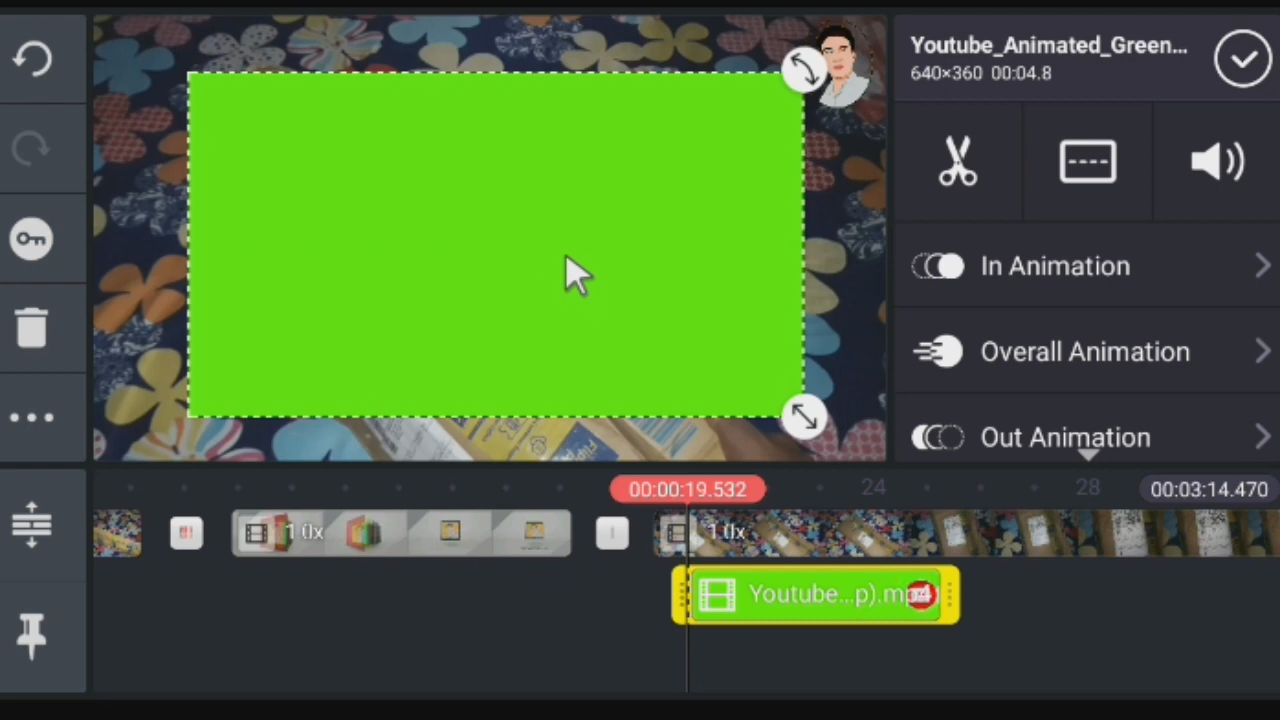 Youtube_Animated_Green...
640×360 00:04.8
In Animation
Overall Animation
Out Animation
00:00:19.532
24
28
00:03:14.470
1.0x
1.0x
Youtube...p).mp4